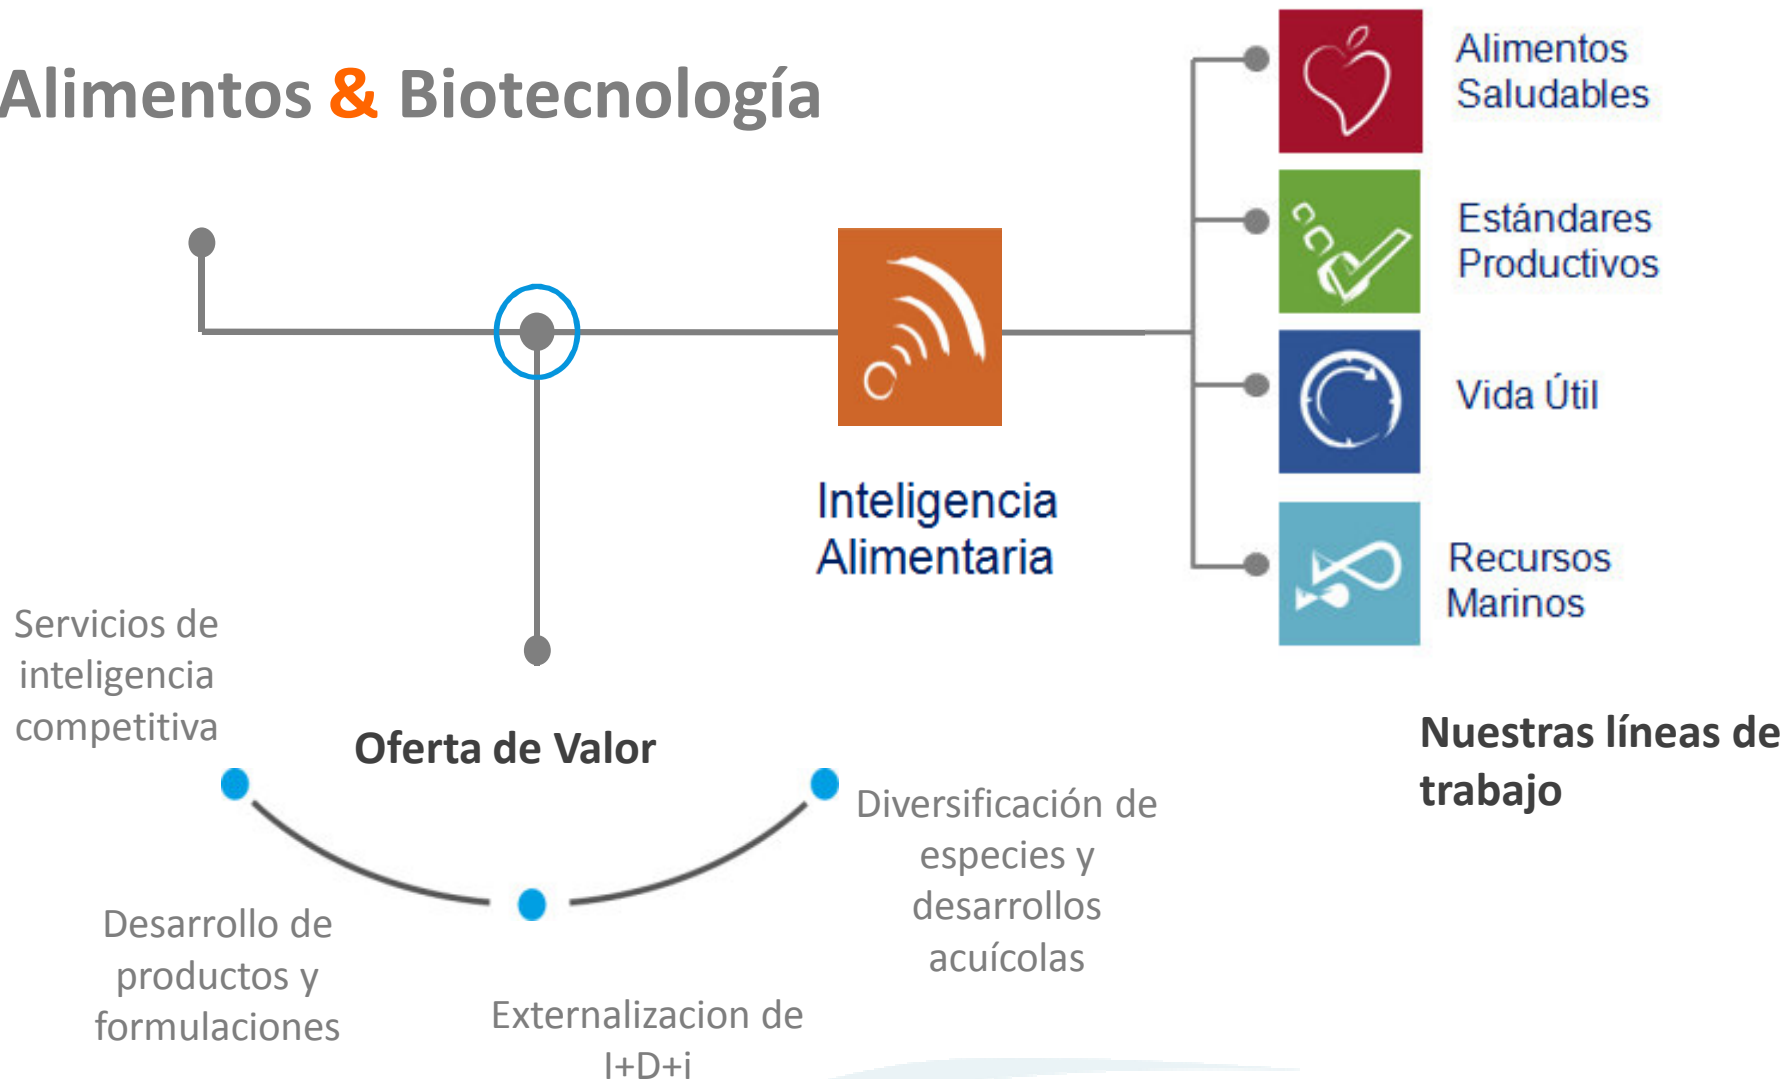 Alimentos & Biotecnología
Alimentos
Saludables
Estándares
Productivos
Vida Útil
Recursos
Marinos
Inteligencia
Alimentaria
Nuestras líneas de
trabajo
Oferta de Valor
Servicios de
inteligencia
competitiva
Desarrollo de
productos y
formulaciones
Externalizacion de
I+D+i
Diversificación de
especies y
desarrollos
acuícolas